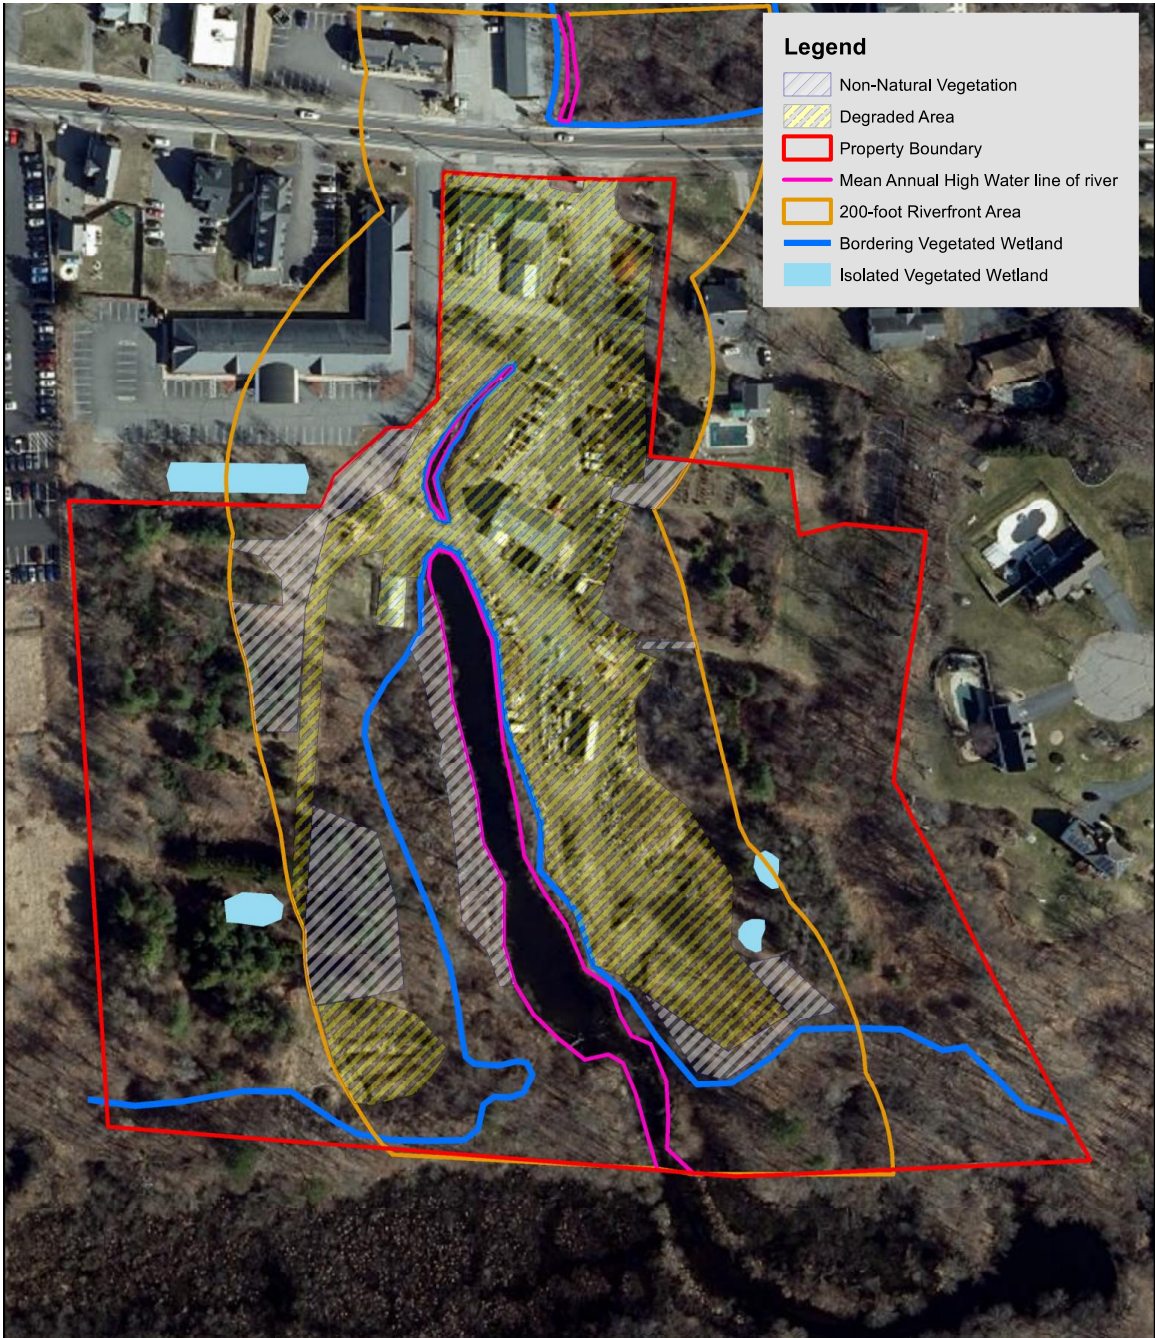 Legend
Non-Natural Vegetation
Degraded Area
Property Boundary
Mean Annual High Water line of river
200-foot Riverfront Area
Bordering Vegetated Wetland
Isolated Vegetated Wetland